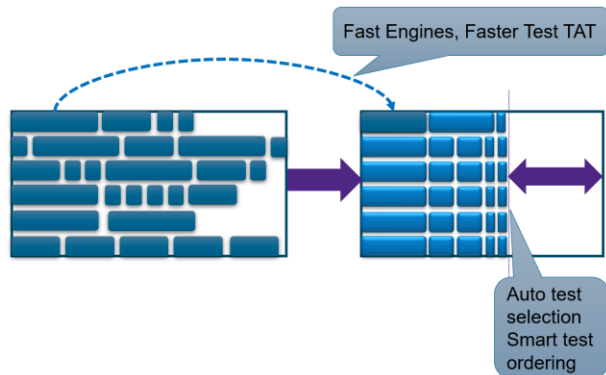 Fast Engines, Faster Test TAT
Auto test
selection
Smart test
ordering